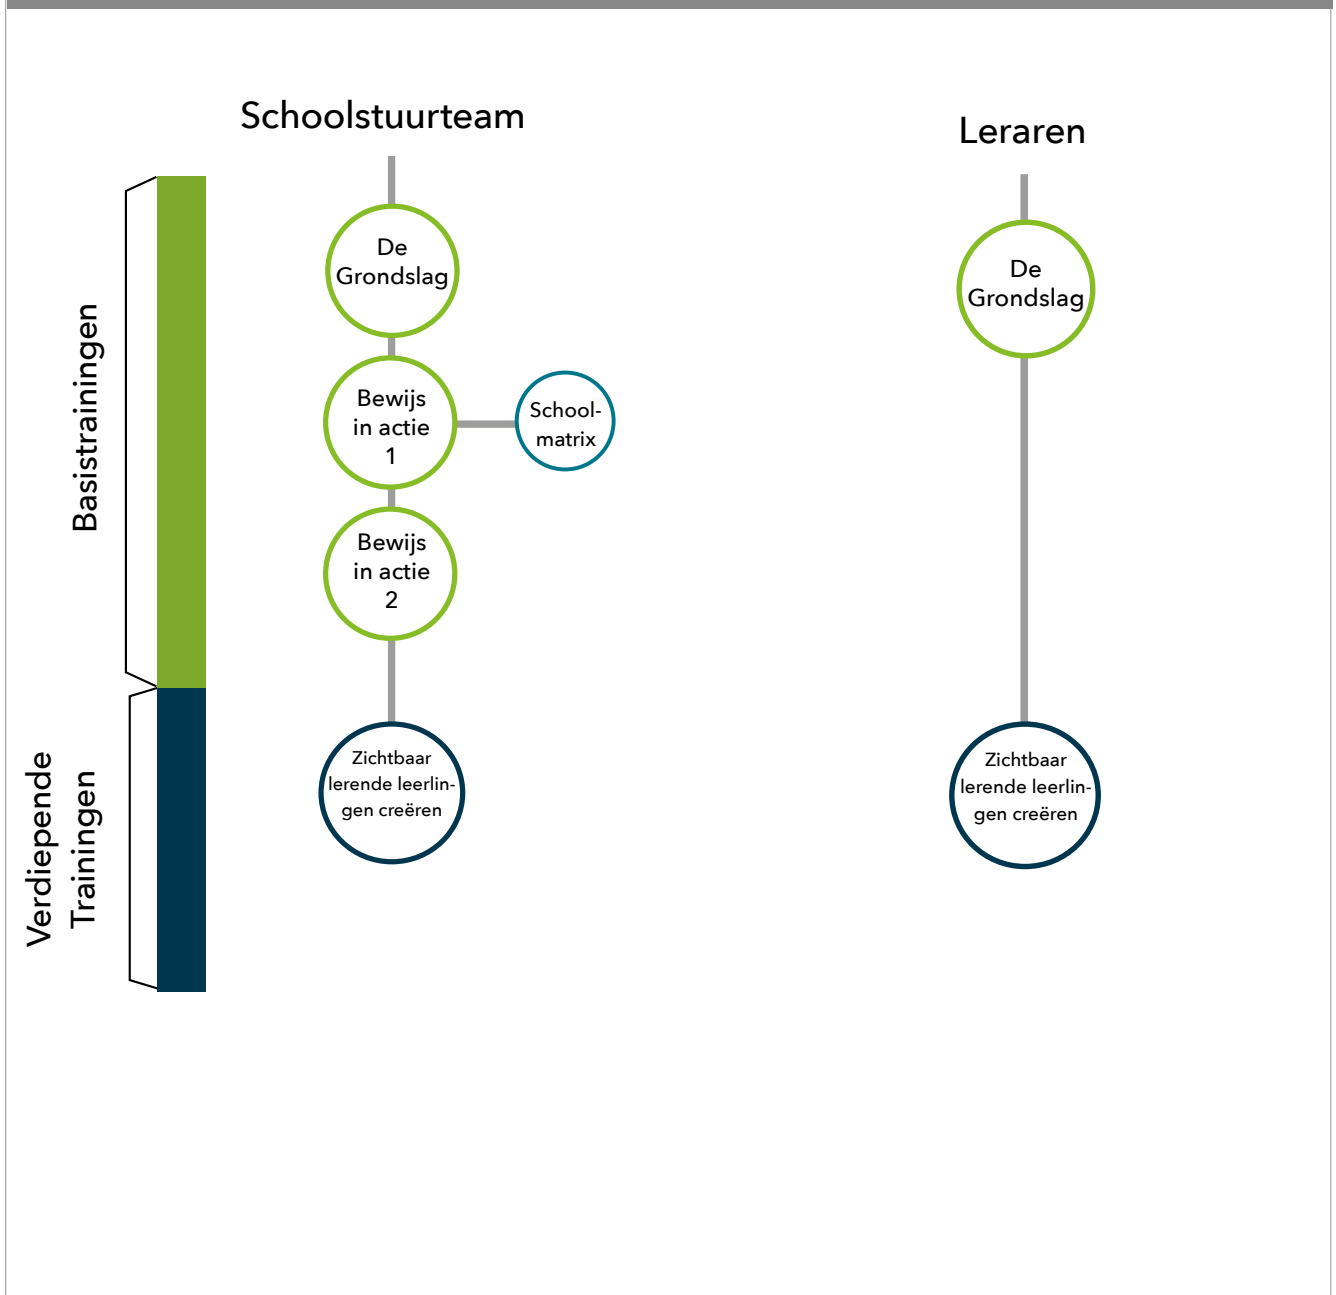 Schoolstuurteam
Leraren
Basistrainingen
De
Grondslag
De
Grondslag
Bewijs
in actie
1
School-
matrix
Bewijs
in actie
2
Verdiepende
Trainingen
Zichtbaar
lerende leerlin-
gen creëren
Zichtbaar
lerende leerlin-
gen creëren